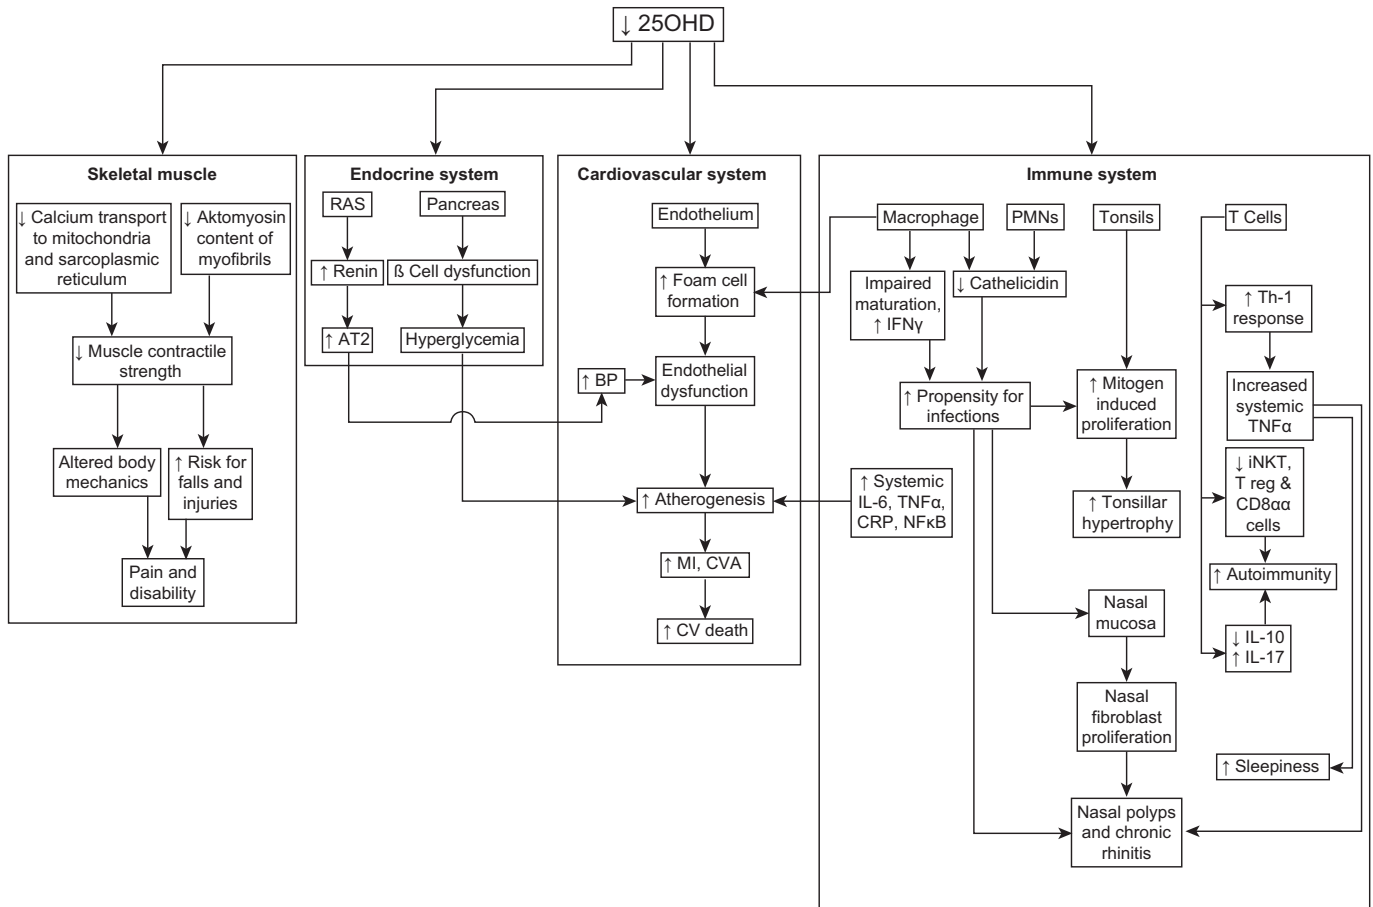 ↓ 25OHD
Skeletal muscle
↓ Calcium transport
to mitochondria
and sarcoplasmic
reticulum
↓ Aktomyosin
content of
myofibrils
↓ Muscle contractile
strength
Altered body
mechanics
↑ Risk for
falls and
injuries
Pain and
disability
Endocrine system
RAS
Pancreas
↑ Renin
ß Cell dysfunction
↑ AT2
Hyperglycemia
Cardiovascular system
Endothelium
↑ Foam cell
formation
↑ BP
Endothelial
dysfunction
↑ Atherogenesis
↑ MI, CVA
↑ CV death
Immune system
Macrophage
PMNs
Tonsils
T Cells
Impaired
maturation,
↑ IFNγ
↓ Cathelicidin
↑ Propensity for
infections
↑ Mitogen
induced
proliferation
↑ Systemic
IL-6, TNFα,
CRP, NFκB
↑ Tonsillar
hypertrophy
Nasal
mucosa
Nasal
fibroblast
proliferation
Nasal polyps
and chronic
rhinitis
↑ Th-1
response
Increased
systemic
TNFα
↓ iNKT,
T reg &
CD8αα
cells
↑ Autoimmunity
↓ IL-10
↑ IL-17
↑ Sleepiness